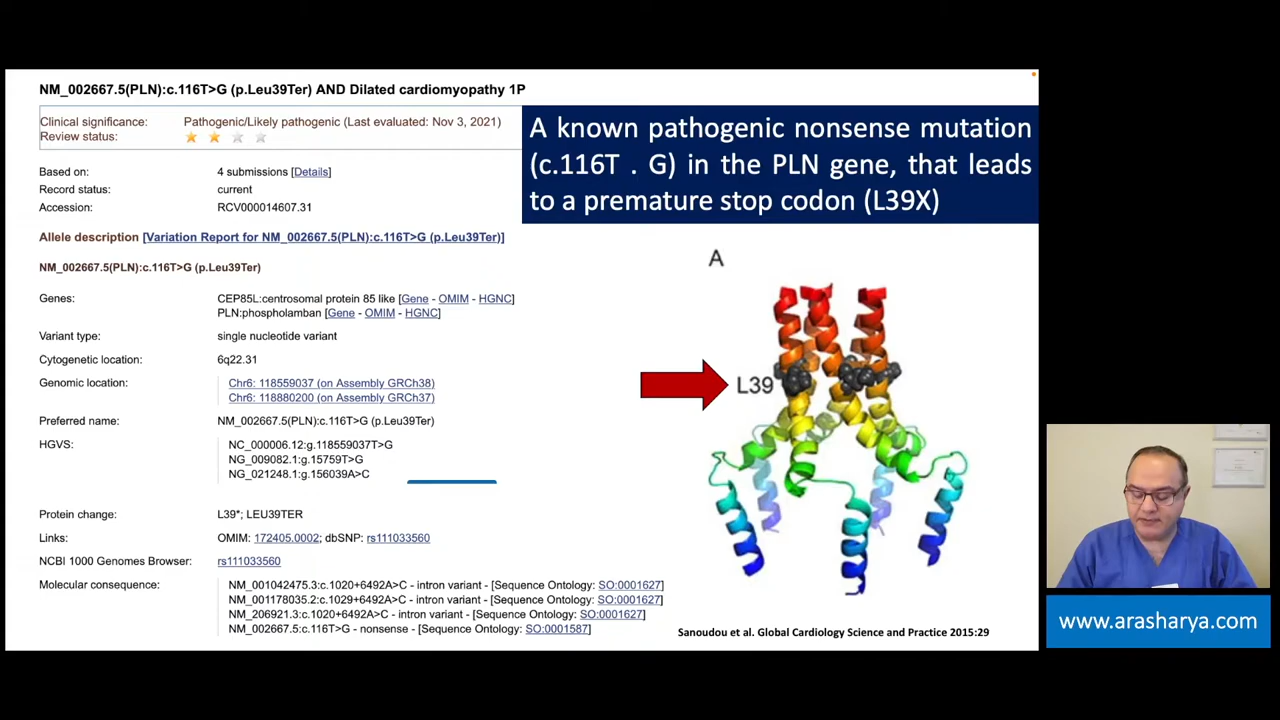 NM_002667.5(PLN):c.116T>G (p.Leu39Ter) AND Dilated cardiomyopathy 1P
Clinical significance: Pathogenic/Likely pathogenic (Last evaluated: Nov 3, 2021)
Review status:
Based on: 4 submissions [Details]
Record status: current
Accession: RCV000014607.31
Allele description [Variation Report for NM_002667.5(PLN):c.116T>G (p.Leu39Ter)]
NM_002667.5(PLN):c.116T>G (p.Leu39Ter)
Genes: CEP85L:centrosomal protein 85 like [Gene - OMIM - HGNC]
PLN:phospholamban [Gene - OMIM - HGNC]
Variant type: single nucleotide variant
Cytogenetic location: 6q22.31
Genomic location: Chr6: 118559037 (on Assembly GRCh38)
Chr6: 118880200 (on Assembly GRCh37)
Preferred name: NM_002667.5(PLN):c.116T>G (p.Leu39Ter)
HGVS: NC_000006.12:g.118559037T>G
NG_009082.1:g.15759T>G
NG_021248.1:g.156039A>C
Protein change: L39*; LEU39TER
Links: OMIM: 172405.0002; dbSNP: rs111033560
NCBI 1000 Genomes Browser: rs111033560
Molecular consequence: NM_001042475.3:c.1020+6492A>C - intron variant - [Sequence Ontology: SO:0001627]
NM_001178035.2:c.1029+6492A>C - intron variant - [Sequence Ontology: SO:0001627]
NM_206921.3:c.1020+6492A>C - intron variant - [Sequence Ontology: SO:0001627]
NM_002667.5:c.116T>G - nonsense - [Sequence Ontology: SO:0001587]
A known pathogenic nonsense mutation
(c.116T . G) in the PLN gene, that leads
to a premature stop codon (L39X)
A
L39
Sanoudou et al. Global Cardiology Science and Practice 2015:29
www.arasharya.com